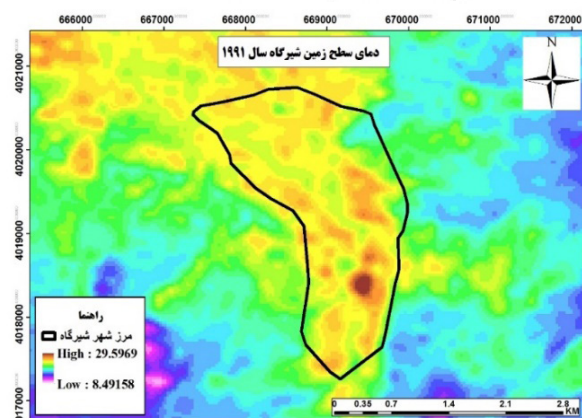 666000 667000 668000 669000 670000 671000 672000
دمای سطح زمین شیرگاه سال ۱۹۹۱
N
4021000
4020000
4019000
4018000
4017000
راهنما
مرز شهر شیرگاه
High : 29.5969
Low : 8.49158
0 0.35 0.7 1.4 2.1 2.8
KM